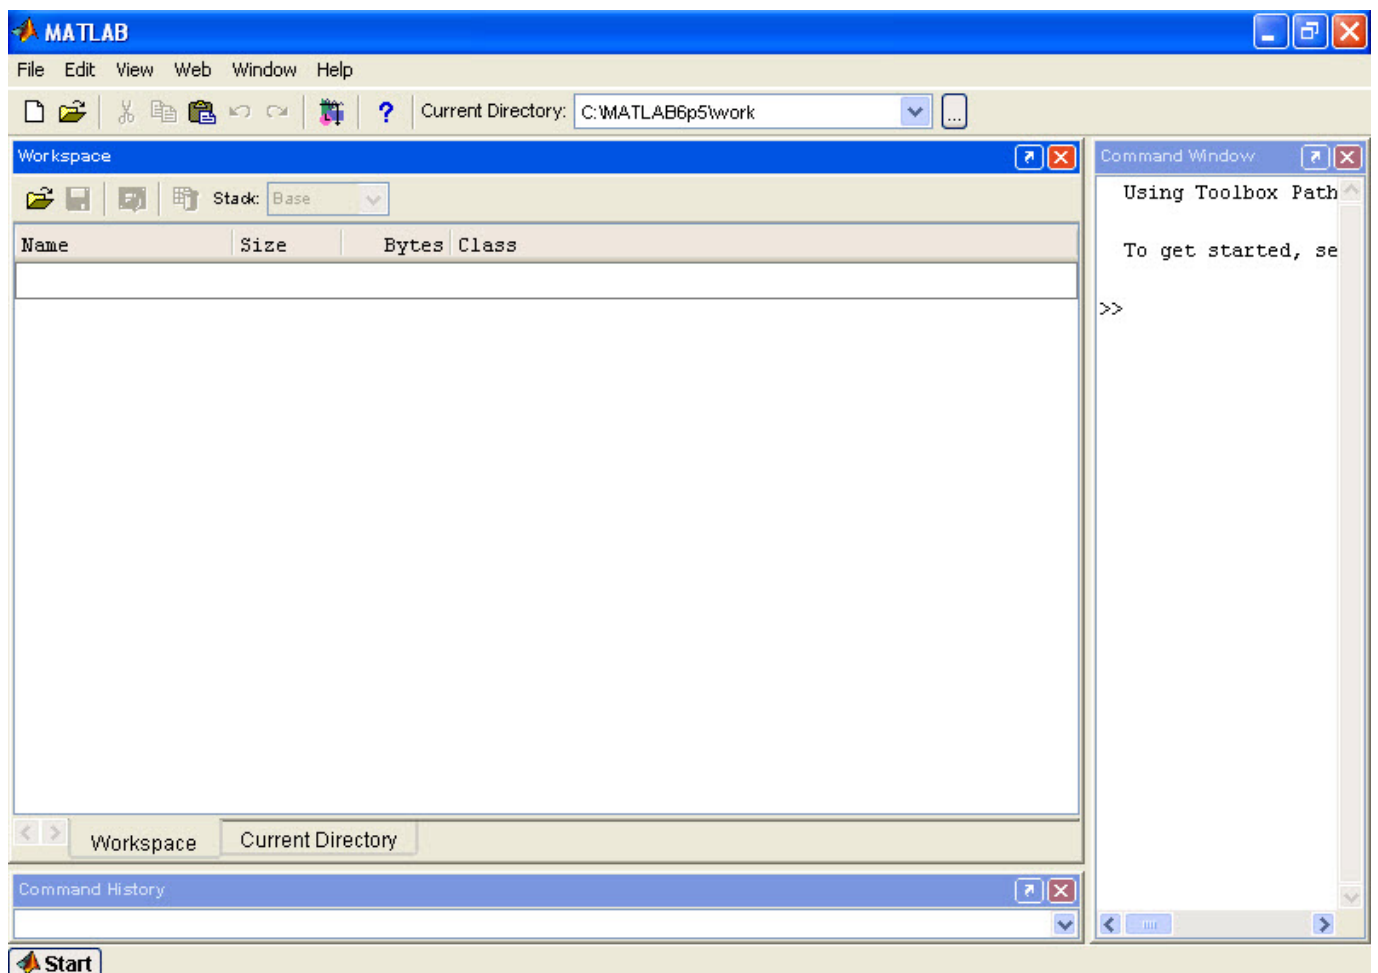 MATLAB
File Edit View Web Window Help
? Current Directory: C:\MATLAB6p5\work ...
Workspace
Stack: Base
Name Size Bytes Class
Workspace Current Directory
Command History
Command Window
Using Toolbox Path
To get started, se
>>
Start